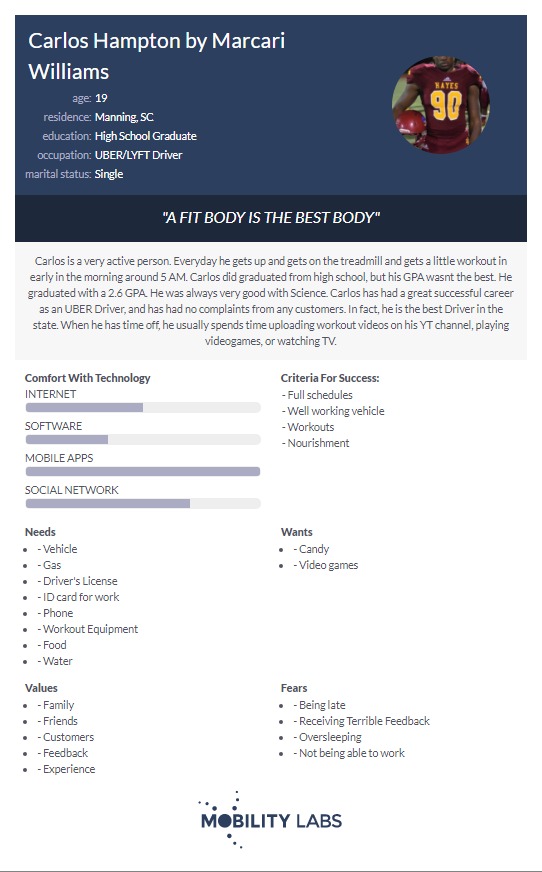 Carlos Hampton by Marcari
Williams
age: 19
residence: Manning, SC
education: High School Graduate
occupation: UBER/LYFT Driver
marital status: Single
HAYES
90
"A FIT BODY IS THE BEST BODY"
Carlos is a very active person. Everyday he gets up and gets on the treadmill and gets a little workout in
early in the morning around 5 AM. Carlos did graduated from high school, but his GPA wasnt the best. He
graduated with a 2.6 GPA. He was always very good with Science. Carlos has had a great successful career
as an UBER Driver, and has had no complaints from any customers. In fact, he is the best Driver in the
state. When he has time off, he usually spends time uploading workout videos on his YT channel, playing
videogames, or watching TV.
Comfort With Technology
INTERNET
SOFTWARE
MOBILE APPS
SOCIAL NETWORK
Criteria For Success:
- Full schedules
- Well working vehicle
- Workouts
- Nourishment
Needs
- Vehicle
- Gas
- Driver's License
- ID card for work
- Phone
- Workout Equipment
- Food
- Water
Wants
- Candy
- Video games
Values
- Family
- Friends
- Customers
- Feedback
- Experience
Fears
- Being late
- Receiving Terrible Feedback
- Oversleeping
- Not being able to work
MOBILITY LABS